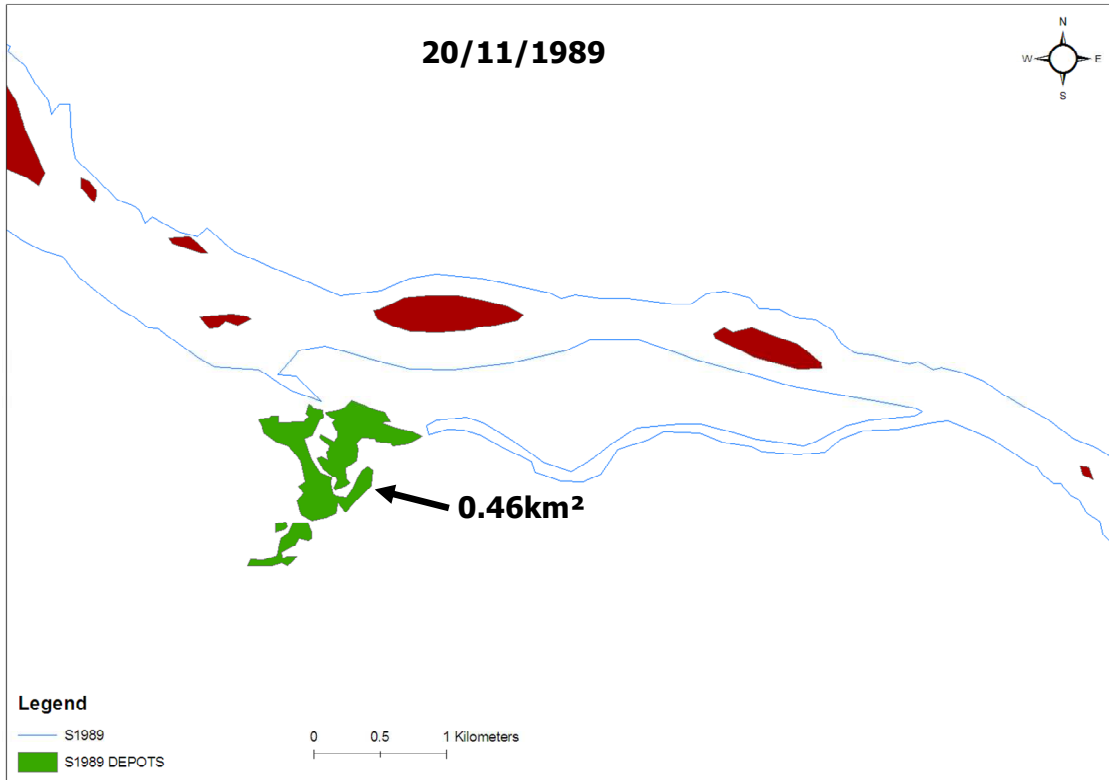 20/11/1989
N
W E
S
0.46km²
Legend
S1989
S1989 DEPOTS
0 0.5 1 Kilometers